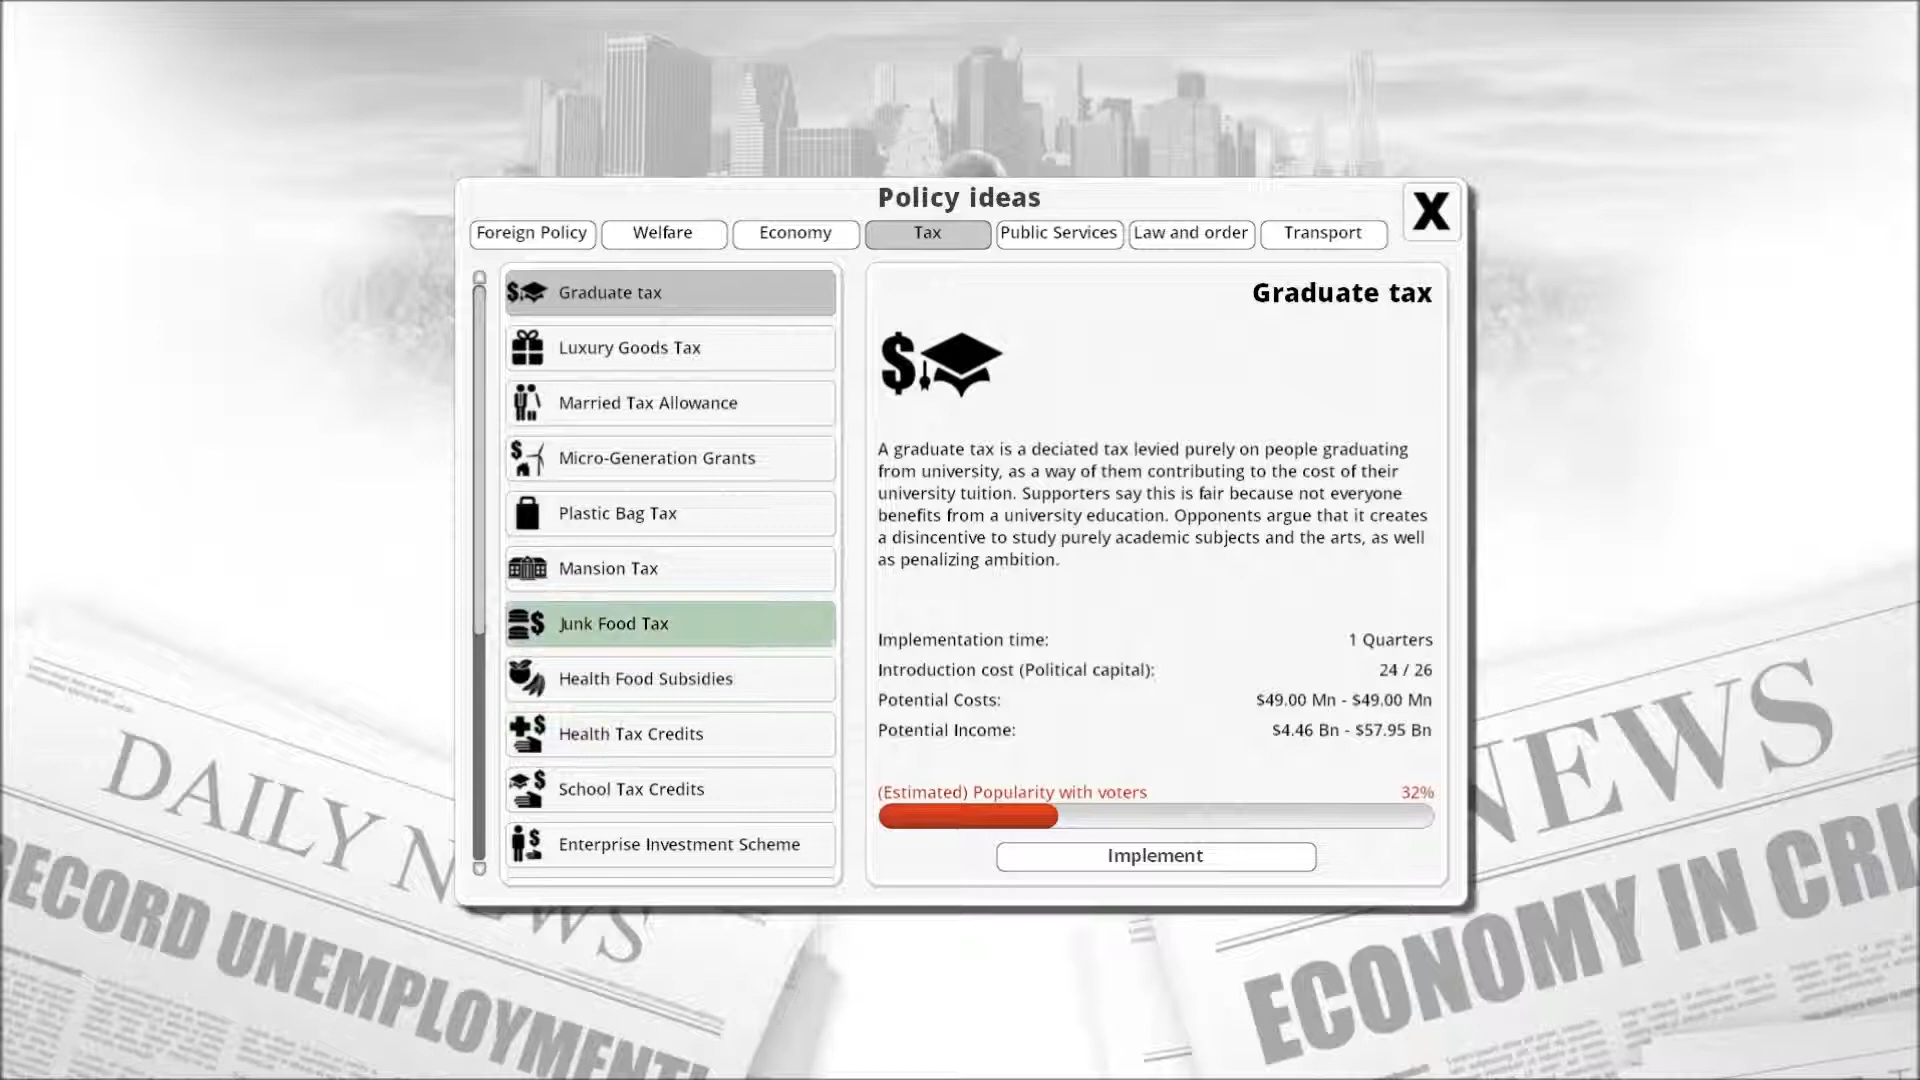 Policy ideas
Foreign Policy
Welfare
Economy
Tax
Public Services
Law and order
Transport
X
Graduate tax
Luxury Goods Tax
Married Tax Allowance
Micro-Generation Grants
Plastic Bag Tax
Mansion Tax
Junk Food Tax
Health Food Subsidies
Health Tax Credits
School Tax Credits
Enterprise Investment Scheme
Graduate tax
A graduate tax is a deciated tax levied purely on people graduating
from university, as a way of them contributing to the cost of their
university tuition. Supporters say this is fair because not everyone
benefits from a university education. Opponents argue that it creates
a disincentive to study purely academic subjects and the arts, as well
as penalizing ambition.
Implementation time: 1 Quarters
Introduction cost (Political capital): 24 / 26
Potential Costs: $49.00 Mn - $49.00 Mn
Potential Income: $4.46 Bn - $57.95 Bn
(Estimated) Popularity with voters 32%
Implement
DAILY NEWS
RECORD UNEMPLOYMENT
NEWS
ECONOMY IN CRIS